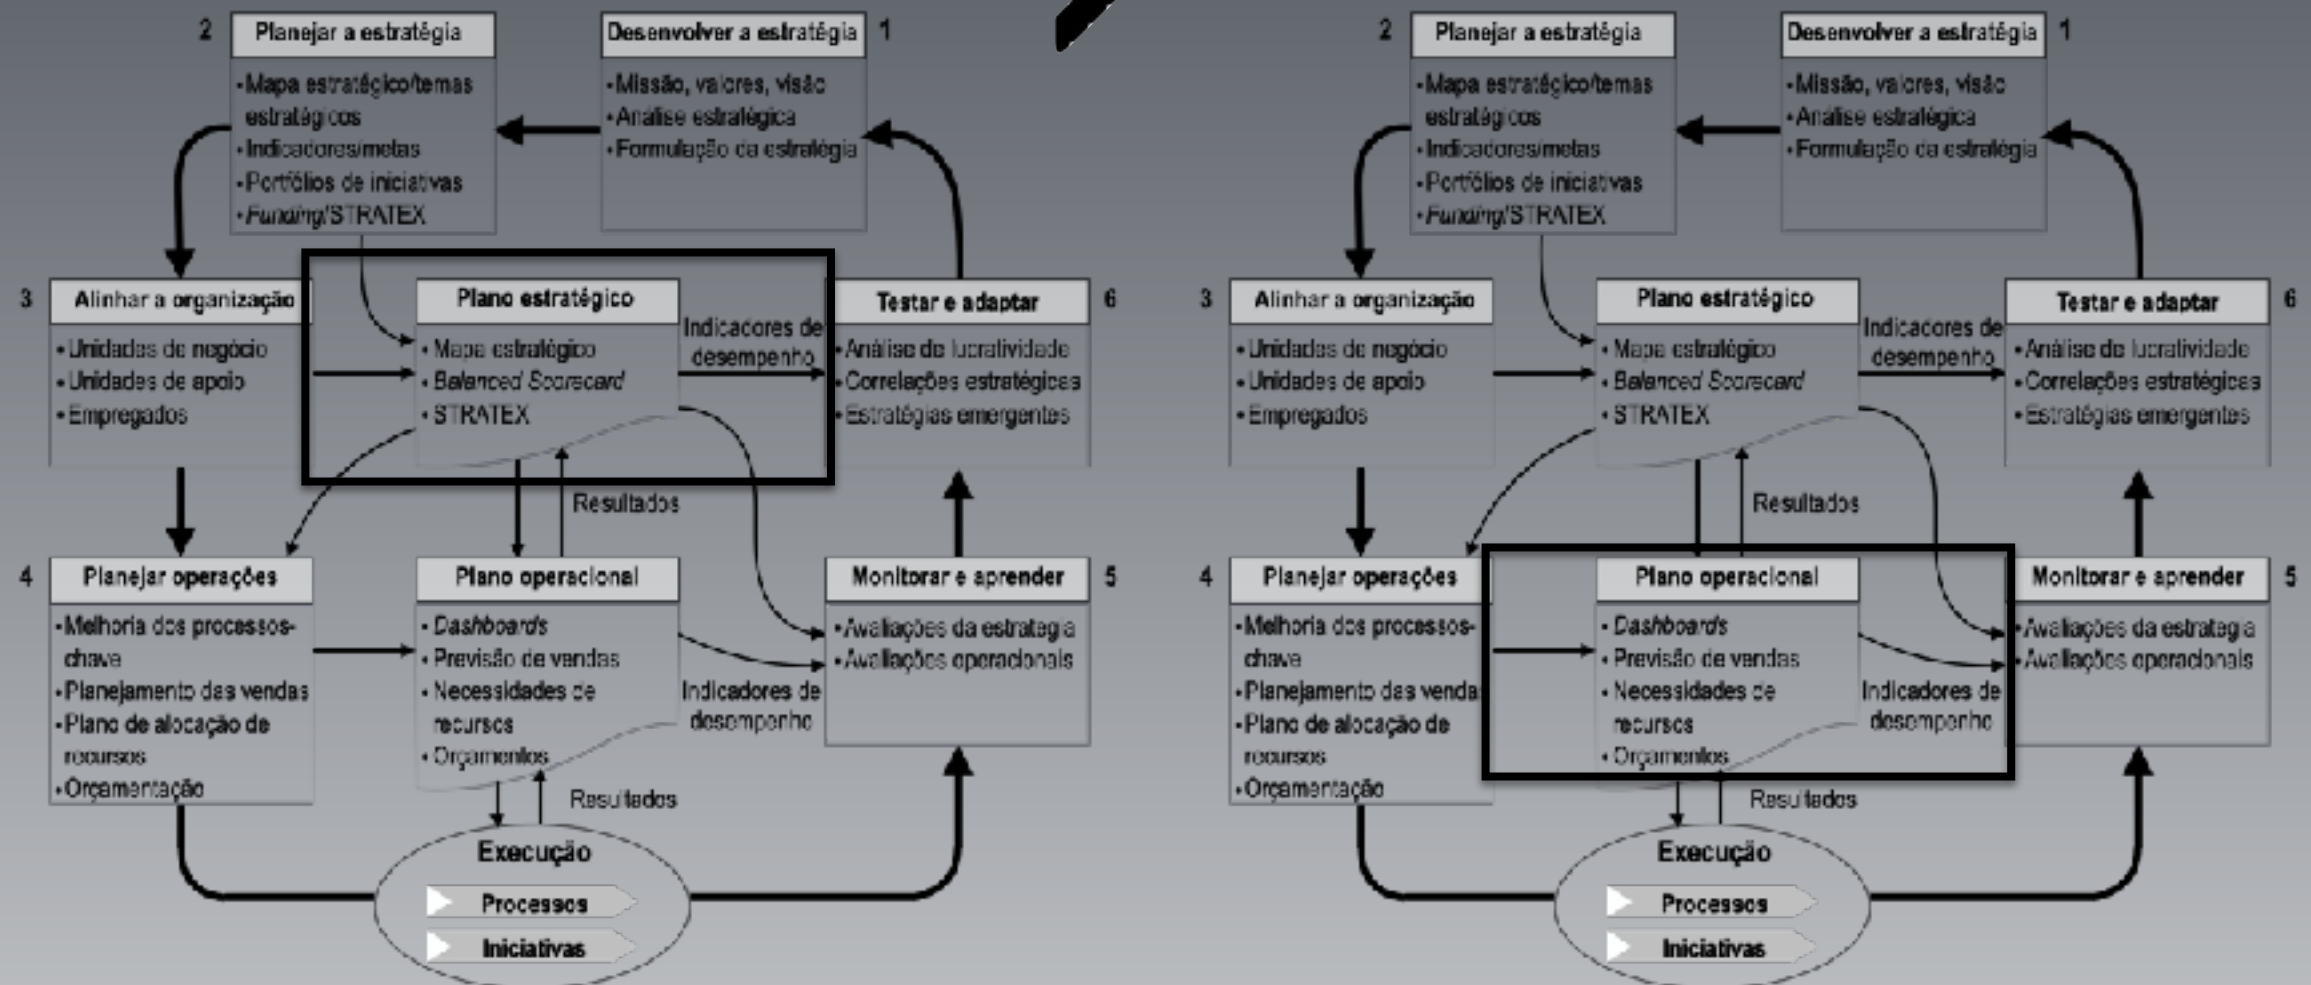 2
Planejar a estratégia
•Mapa estratégico/temas
estratégicos
•Indicadores/metas
•Portfólios de iniciativas
•Funding/STRATEX
Desenvolver a estratégia
1
•Missão, valores, visão
•Análise estratégica
•Formulação da estratégia
3
Alinhar a organização
•Unidades de negócio
•Unidades de apoio
•Empregados
Plano estratégico
• Mapa estratégico
• Balanced Scorecard
• STRATEX
Indicadores de
desempenho
Testar e adaptar
6
•Análise de lucratividade
•Correlações estratégicas
•Estratégias emergentes
Resultados
4
Planejar operações
•Melhoria dos processos-
chave
•Planejamento das vendas
•Plano de alocação de
recursos
•Orçamentação
Plano operacional
• Dashboards
• Previsão de vendas
• Necessidades de
recursos
• Orçamentos
Indicadores de
desempenho
Monitorar e aprender
5
•Avaliações da estrategia
•Avaliações operacionais
Resultados
Execução
Processos
Iniciativas
2
Planejar a estratégia
•Mapa estratégico/temas
estratégicos
•Indicadores/metas
•Portfólios de iniciativas
•Funding/STRATEX
Desenvolver a estratégia
1
•Missão, valores, visão
•Análise estratégica
•Formulação da estratégia
3
Alinhar a organização
•Unidades de negócio
•Unidades de apoio
•Empregados
Plano estratégico
• Mapa estratégico
• Balanced Scorecard
• STRATEX
Indicadores de
desempenho
Testar e adaptar
6
•Análise de lucratividade
•Correlações estratégicas
•Estratégias emergentes
Resultados
4
Planejar operações
•Melhoria dos processos-
chave
•Planejamento das venda
•Plano de alocação de
recursos
•Orçamentação
Plano operacional
• Dashboards
• Previsão de vendas
• Necessidades de
recursos
• Orçamentos
Indicadores de
desempenho
Monitorar e aprender
5
•Avaliações da estrategia
•Avaliações operacionais
Resultados
Execução
Processos
Iniciativas